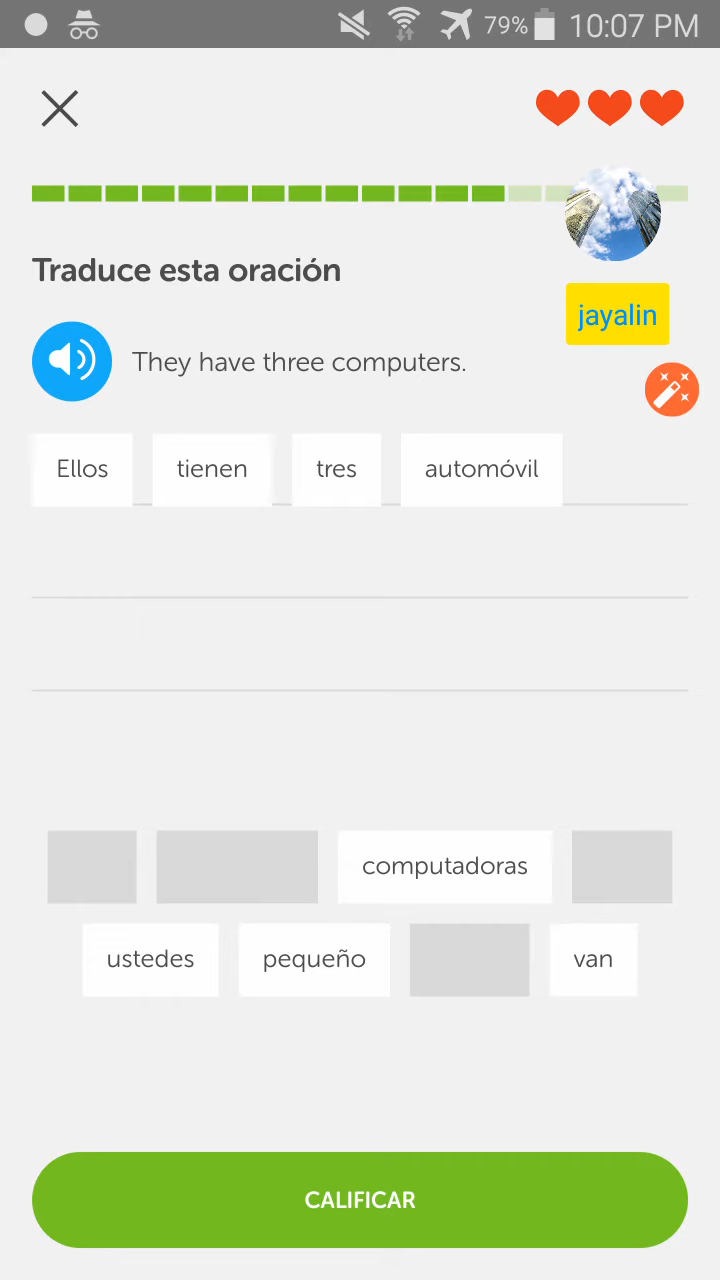 79% 10:07 PM
Traduce esta oración
jayalin
They have three computers.
Ellos tienen tres automóvil
computadoras
ustedes pequeño van
CALIFICAR